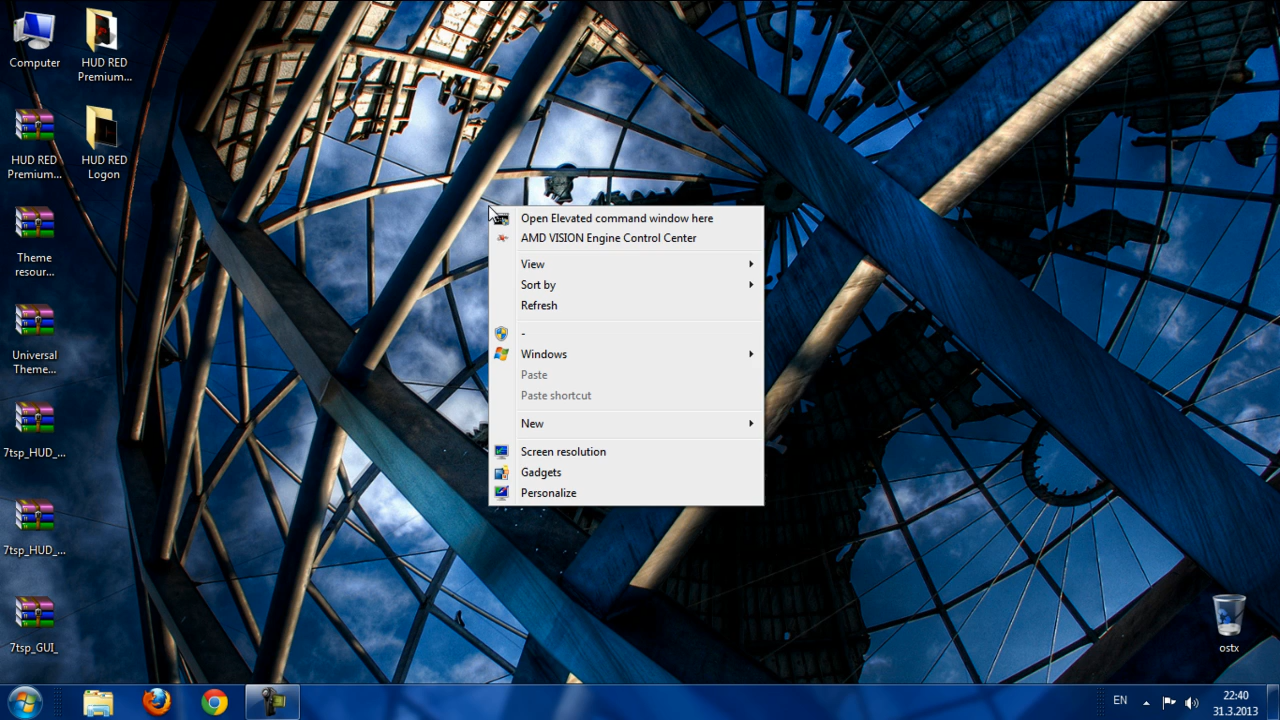 Computer
HUD RED
Premium...
HUD RED
Premium...
HUD RED
Logon
Theme
resour...
Universal
Theme...
7tsp_HUD_...
7tsp_HUD_...
7tsp_GUI_
Open Elevated command window here
AMD VISION Engine Control Center
View
Sort by
Refresh
-
Windows
Paste
Paste shortcut
New
Screen resolution
Gadgets
Personalize
ostx
EN
22:40
31.3.2013